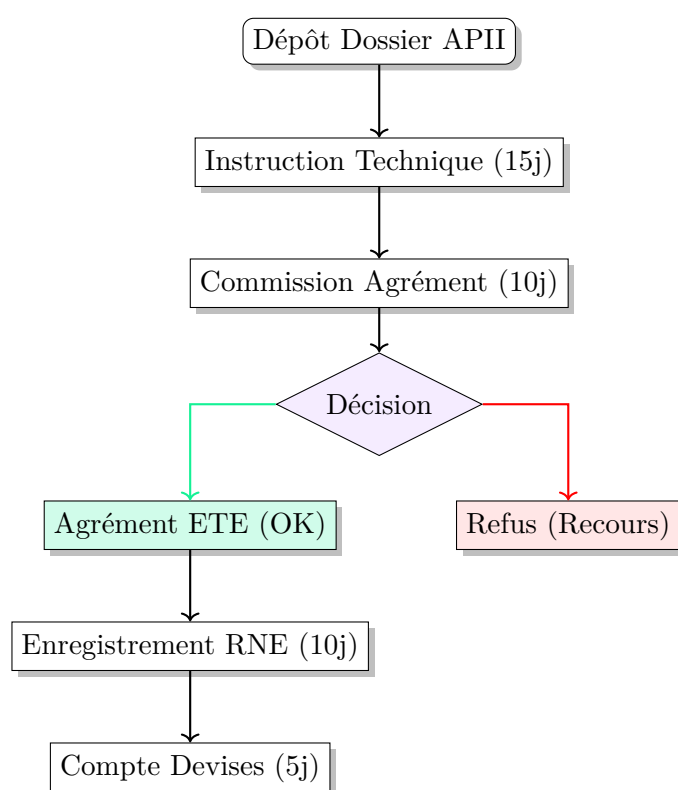 Dépôt Dossier APII
Instruction Technique (15j)
Commission Agrément (10j)
Décision
Agrément ETE (OK)
Refus (Recours)
Enregistrement RNE (10j)
Compte Devises (5j)